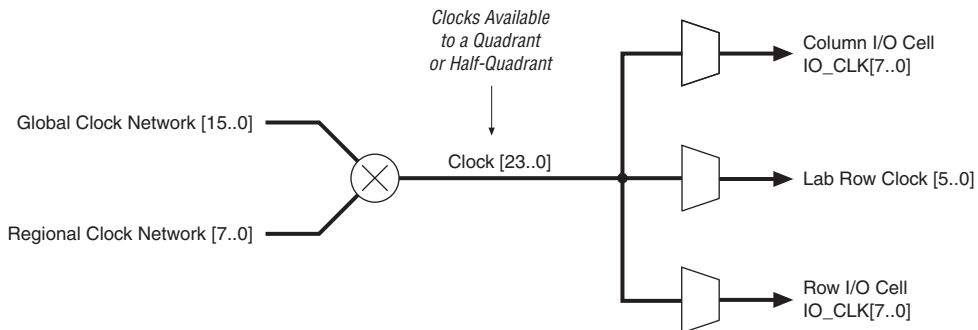 Clocks Available
to a Quadrant
or Half-Quadrant
Column I/O Cell
IO_CLK[7..0]
Global Clock Network [15..0]
Clock [23..0]
Lab Row Clock [5..0]
Regional Clock Network [7..0]
Row I/O Cell
IO_CLK[7..0]